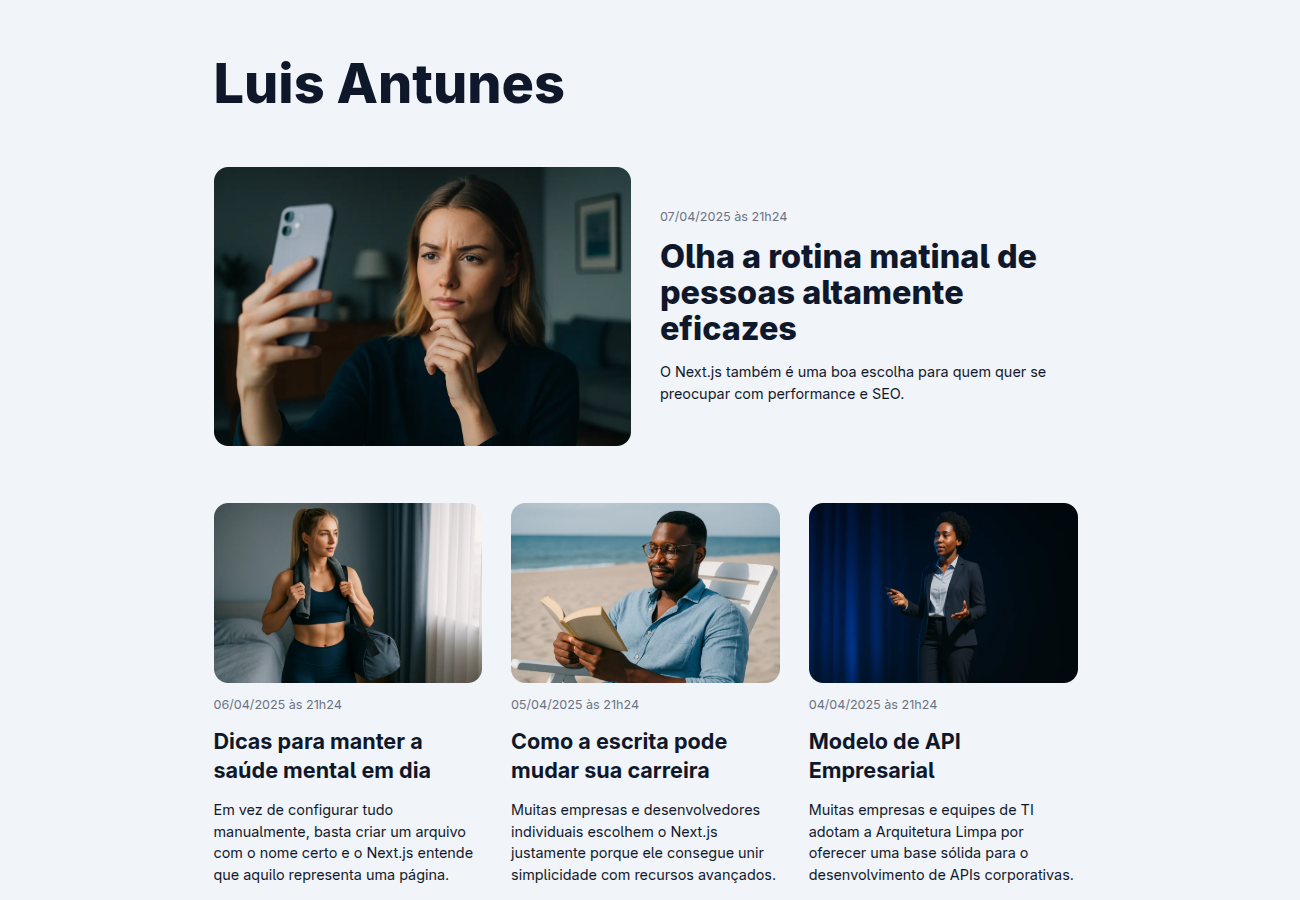 Luis Antunes
07/04/2025 às 21h24
Olha a rotina matinal de
pessoas altamente
eficazes
O Next.js também é uma boa escolha para quem quer se
preocupar com performance e SEO.
06/04/2025 às 21h24
Dicas para manter a
saúde mental em dia
Em vez de configurar tudo
manualmente, basta criar um arquivo
com o nome certo e o Next.js entende
que aquilo representa uma página.
05/04/2025 às 21h24
Como a escrita pode
mudar sua carreira
Muitas empresas e desenvolvedores
individuais escolhem o Next.js
justamente porque ele consegue unir
simplicidade com recursos avançados.
04/04/2025 às 21h24
Modelo de API
Empresarial
Muitas empresas e equipes de TI
adotam a Arquitetura Limpa por
oferecer uma base sólida para o
desenvolvimento de APIs corporativas.